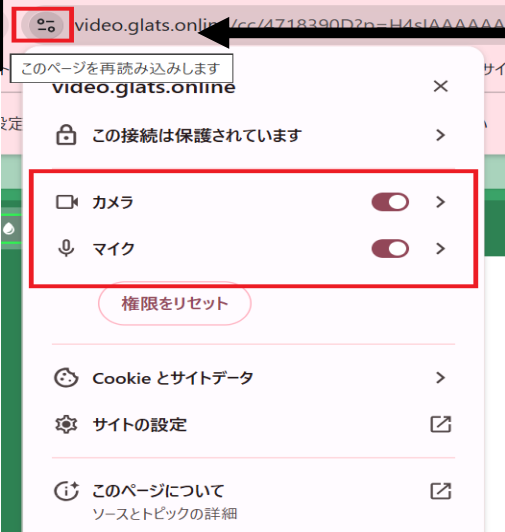 video.glats.online/cc/4718390D?p=H4sIAAAAAA
このページを再読み込みします
サイ
video.glats.online
設定
この接続は保護されています
カメラ
マイク
権限をリセット
Cookie とサイトデータ
サイトの設定
このページについて
ソースとトピックの詳細